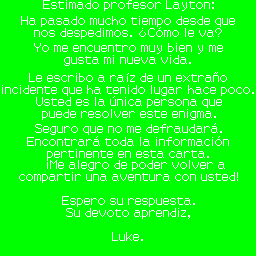 Estimado profesor Layton:
Ha pasado mucho tiempo desde que
nos despedimos. ¿Cómo le va?
Yo me encuentro muy bien y me
gusta mi nueva vida.
Le escribo a raíz de un extraño
incidente que ha tenido lugar hace poco.
Usted es la única persona que
puede resolver este enigma.
Seguro que no me defraudará.
Encontrará toda la información
pertinente en esta carta.
¡Me alegro de poder volver a
compartir una aventura con usted!
Espero su respuesta.
Su devoto aprendiz,
Luke.